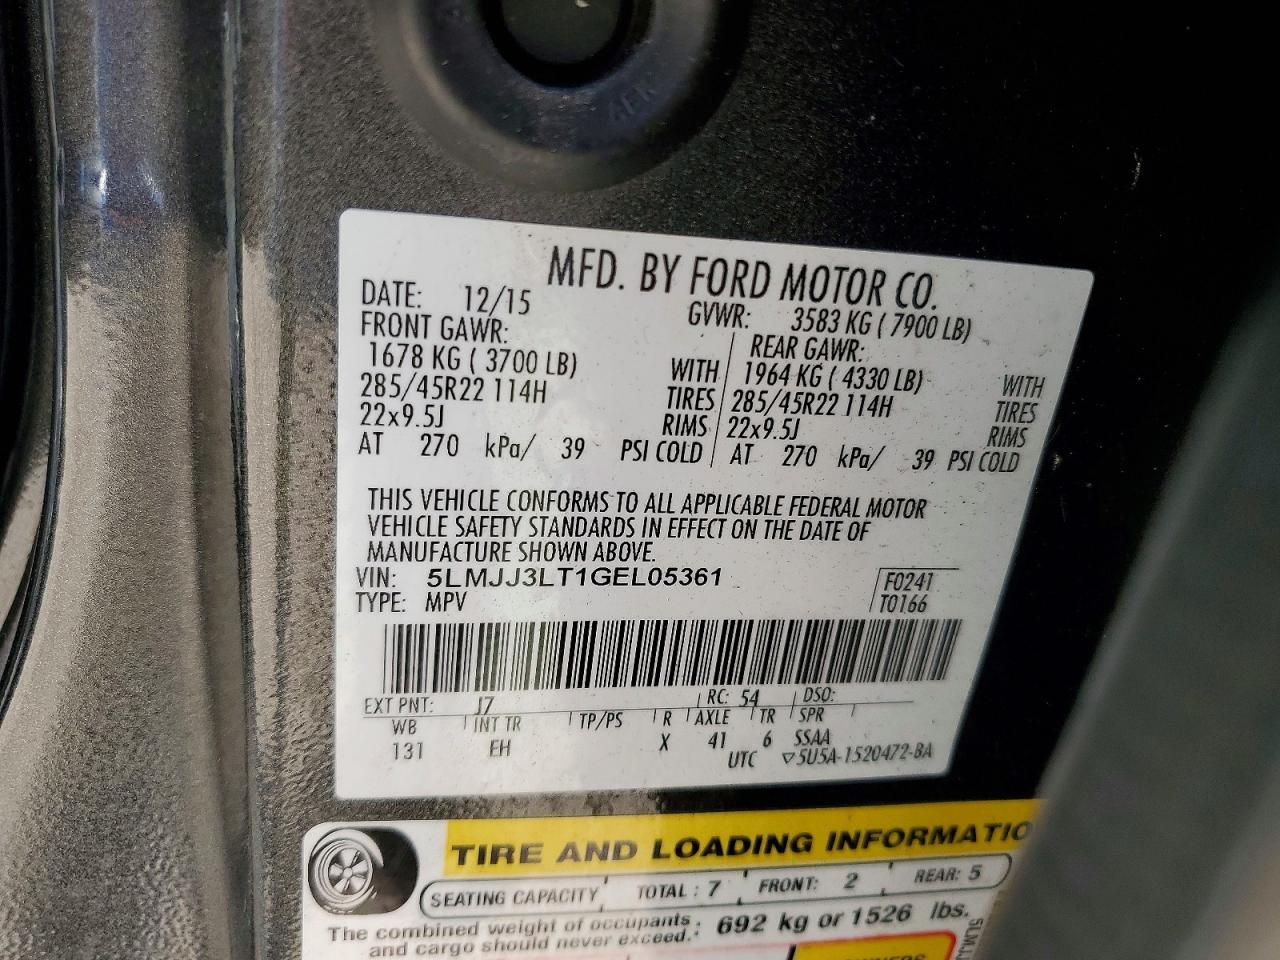 MFD. BY FORD MOTOR CO.
DATE: 12/15 GVWR: 3583 KG ( 7900 LB)
FRONT GAWR: REAR GAWR:
1678 KG ( 3700 LB) WITH 1964 KG ( 4330 LB) WITH
285/45R22 114H TIRES 285/45R22 114H TIRES
22x9.5J RIMS 22x9.5J RIMS
AT 270 kPa/ 39 PSI COLD AT 270 kPa/ 39 PSI COLD
THIS VEHICLE CONFORMS TO ALL APPLICABLE FEDERAL MOTOR
VEHICLE SAFETY STANDARDS IN EFFECT ON THE DATE OF
MANUFACTURE SHOWN ABOVE.
VIN: 5LMJJ3LT1GEL05361 F0241
TYPE: MPV T0166
EXT PNT: J7 RC: 54 DSO:
WB INT TR TP/PS R AXLE TR SPR
131 EH X 41 6 SSAA
UTC ▽5U5A-1520472-BA
TIRE AND LOADING INFORMATIO
SEATING CAPACITY TOTAL : 7 FRONT: 2 REAR: 5
The combined weight of occupants
and cargo should never exceed.: 692 kg or 1526 lbs.